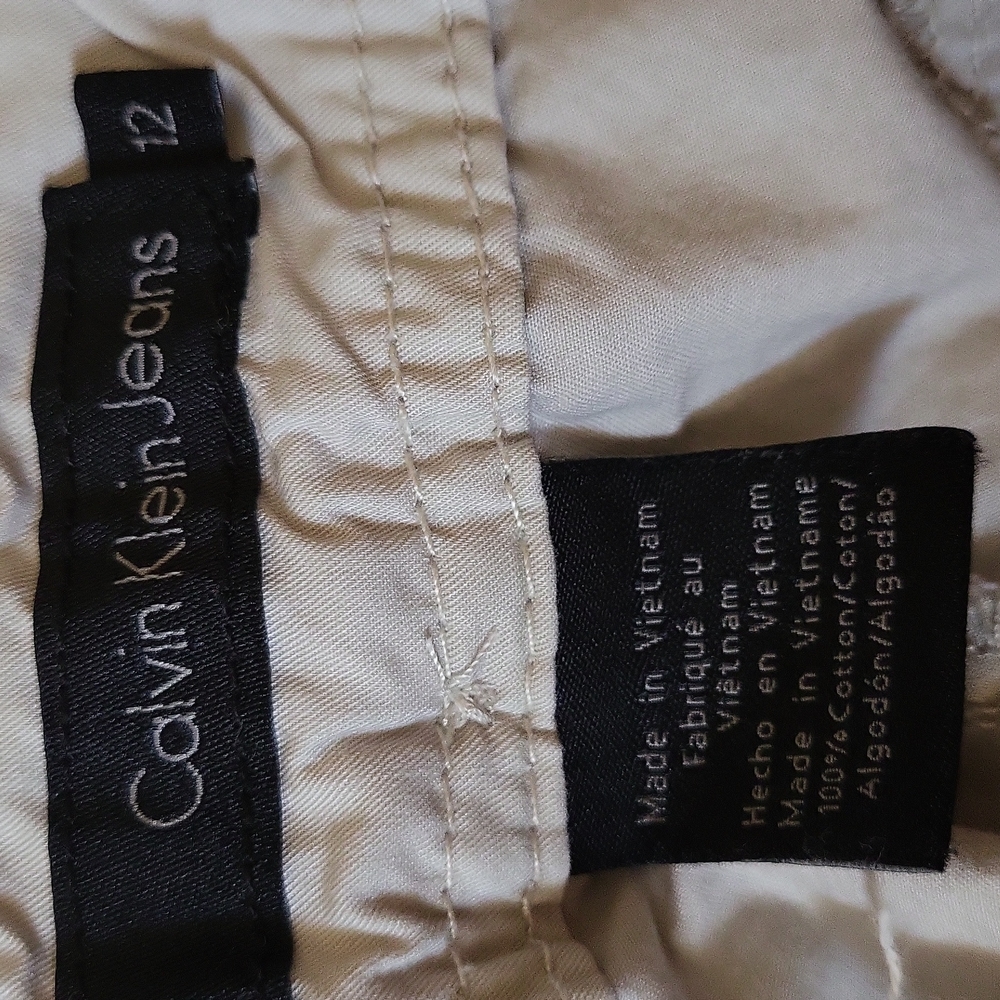 Calvin Klein Jeans
12
Made in Vietnam
Fabriqué au
Viêtnam
Hecho en Vietnam
Made in Vietname
100%Cotton/Coton/
Algodón/Algodão